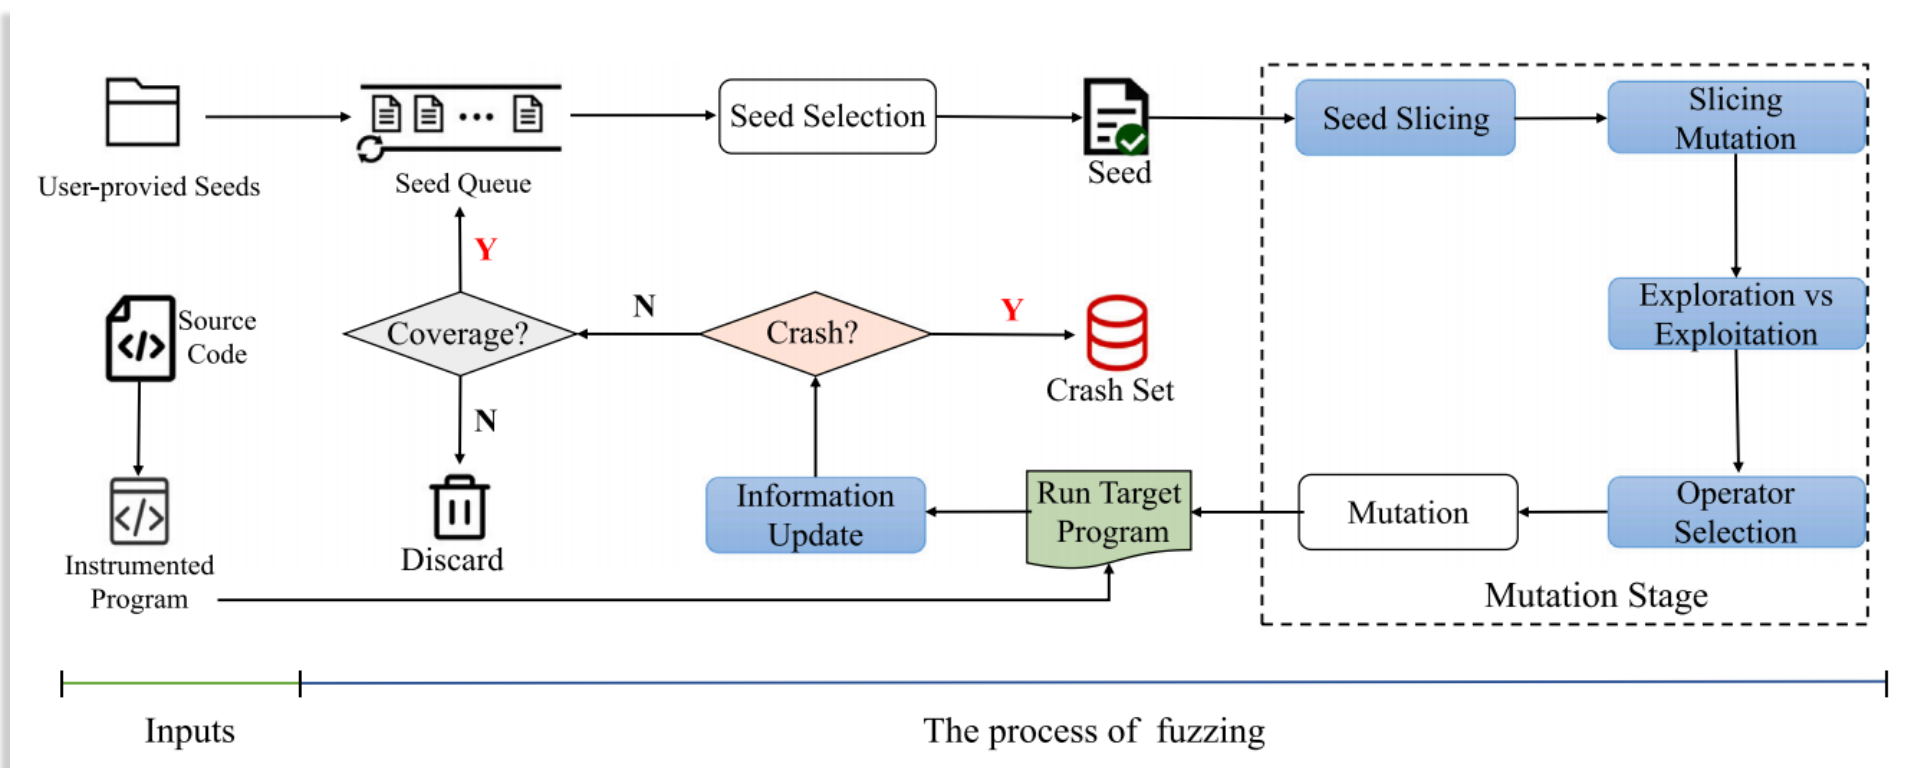 User-provied Seeds
Seed Queue
Seed Selection
Seed
Seed Slicing
Slicing
Mutation
Source
Code
Y
Coverage?
N
Crash?
Y
Crash Set
Exploration vs
Exploitation
N
Discard
Instrumented
Program
Information
Update
Run Target
Program
Mutation
Operator
Selection
Mutation Stage
Inputs
The process of fuzzing